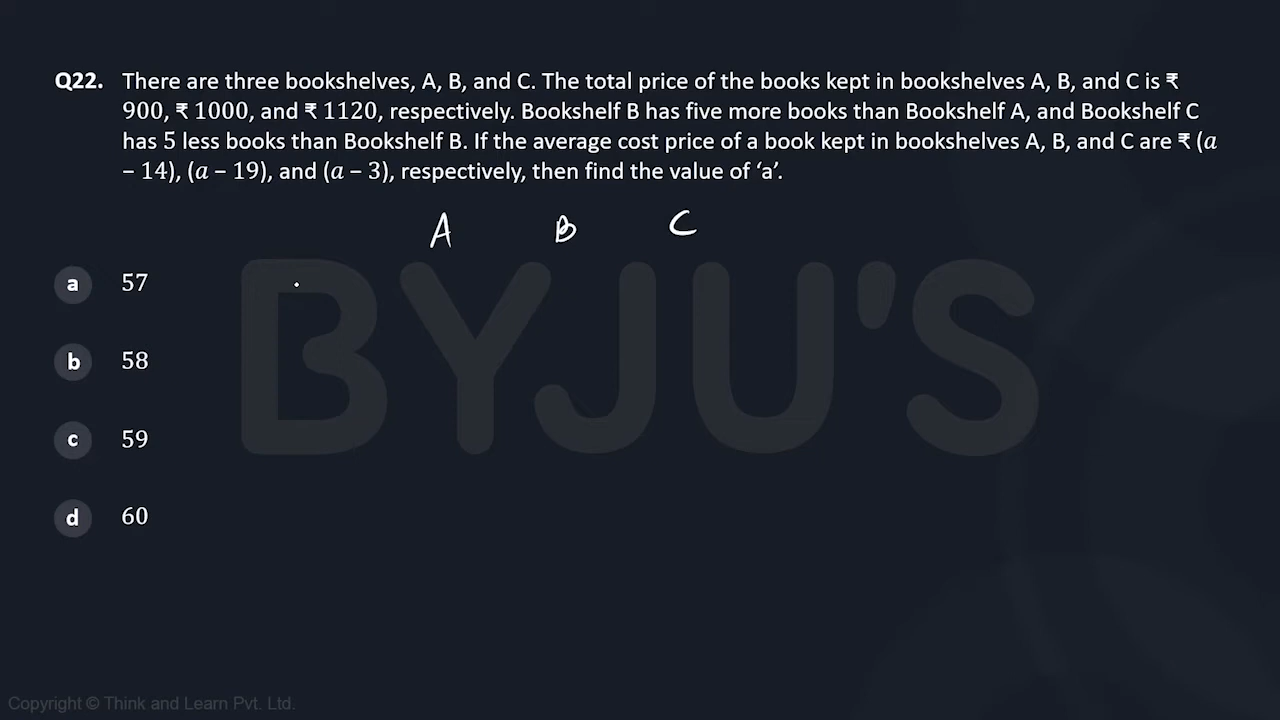 Q22. There are three bookshelves, A, B, and C. The total price of the books kept in bookshelves A, B, and C is ₹
900, ₹ 1000, and ₹ 1120, respectively. Bookshelf B has five more books than Bookshelf A, and Bookshelf C
has 5 less books than Bookshelf B. If the average cost price of a book kept in bookshelves A, B, and C are ₹ (a
− 14), (a − 19), and (a − 3), respectively, then find the value of ‘a’.
A B C
a 57
b 58
c 59
d 60
BYJU'S
Copyright © Think and Learn Pvt. Ltd.